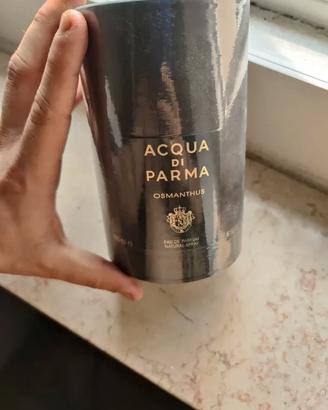 ACQUA
DI
PARMA
OSMANTHUS
EAU DE PARFUM
NATURAL SPRAY